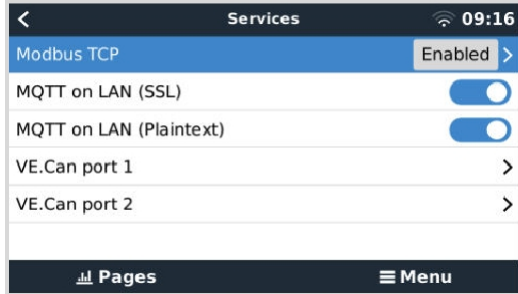 Services 09:16
Modbus TCP Enabled
MQTT on LAN (SSL)
MQTT on LAN (Plaintext)
VE.Can port 1
VE.Can port 2
Pages Menu